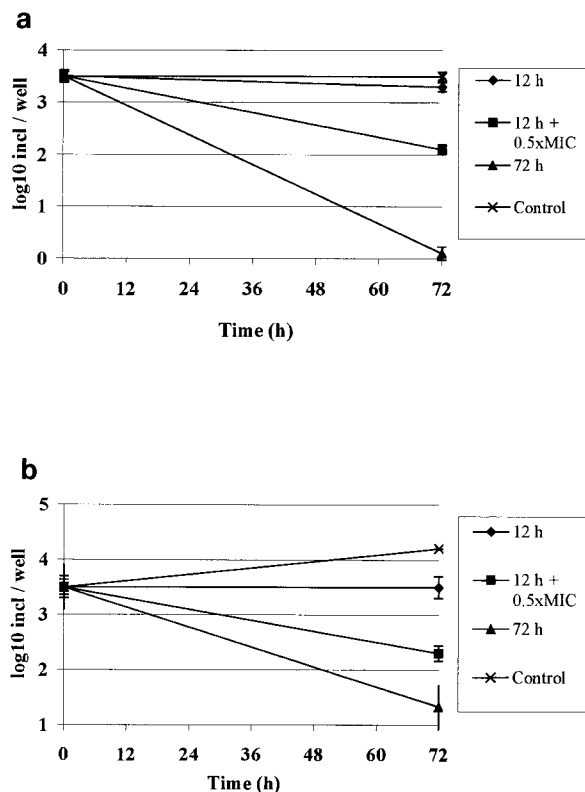 a
log10 incl / well
4
3
2
1
0
0 12 24 36 48 60 72
Time (h)
12 h
12 h +
0.5xMIC
72 h
Control
b
log10 incl / well
5
4
3
2
1
0 12 24 36 48 60 72
Time (h)
12 h
12 h +
0.5xMIC
72 h
Control